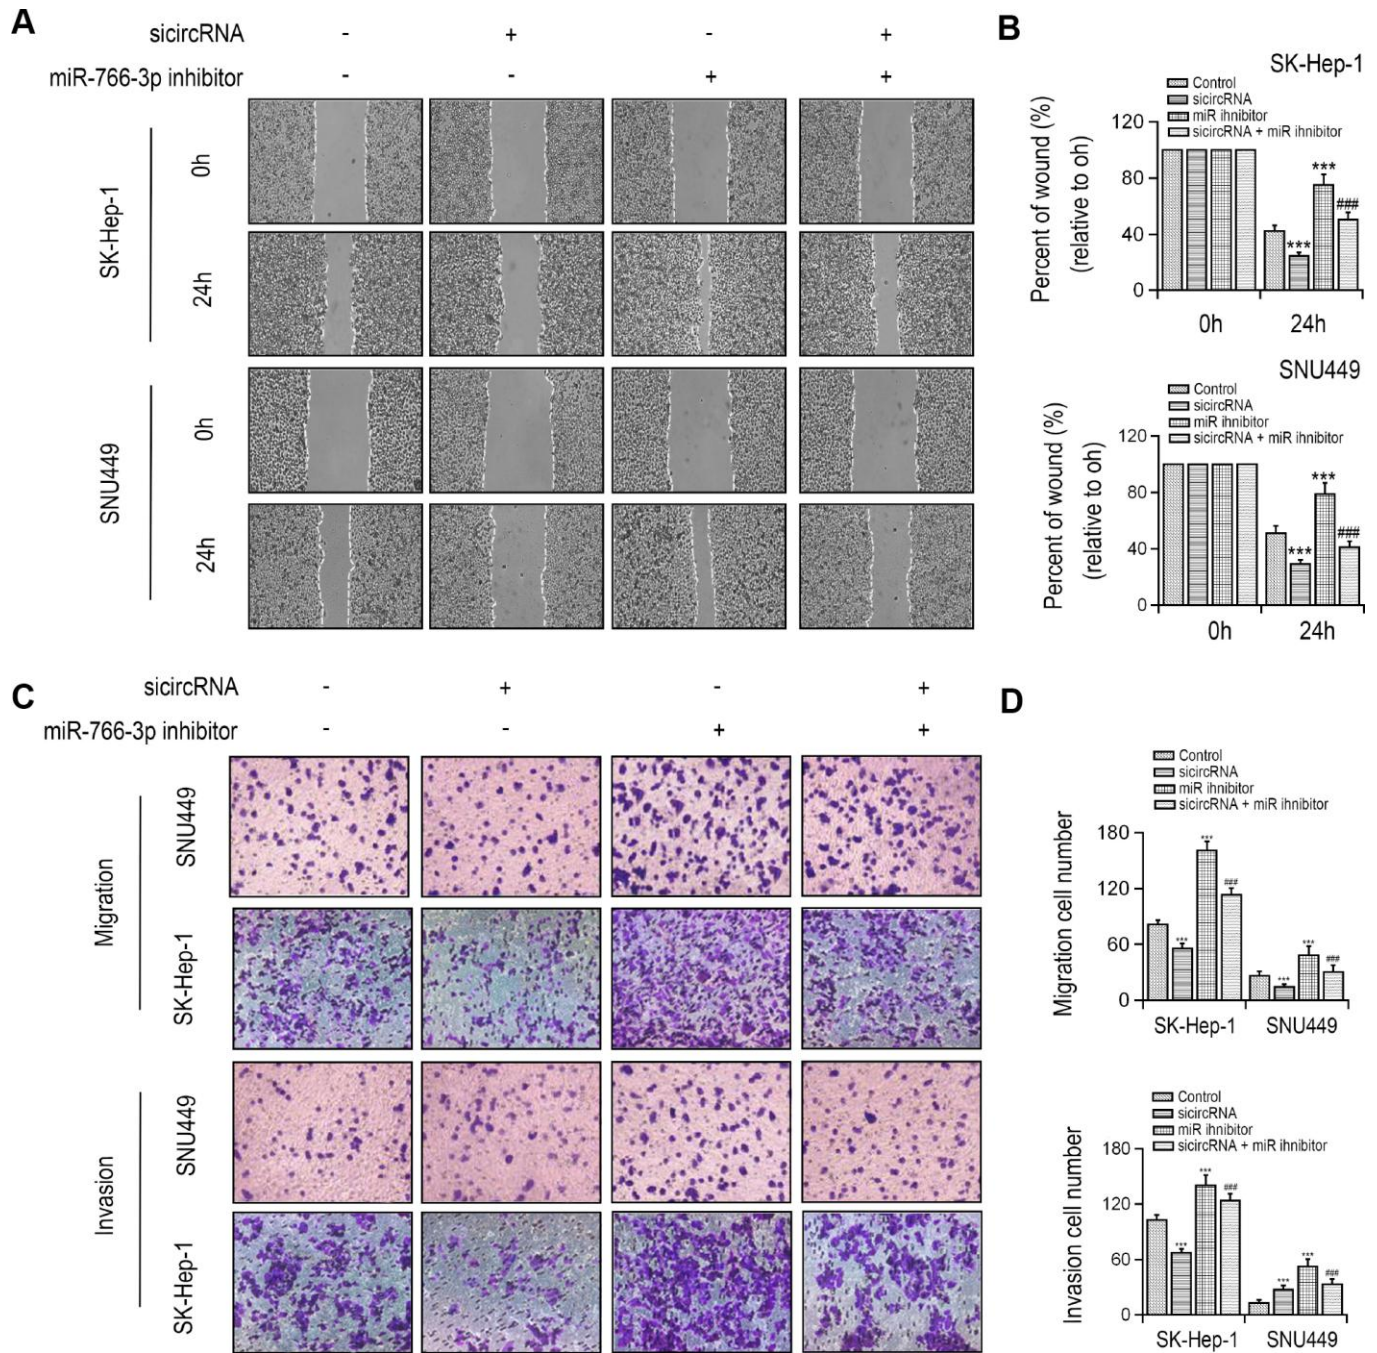 A
sicircRNA - + - +
miR-766-3p inhibitor - - + +
SK-Hep-1
0h
24h
SNU449
0h
24h
B
SK-Hep-1
Control
sicircRNA
miR ihnibitor
sicircRNA + miR ihnibitor
Percent of wound (%)
(relative to oh)
120
80
40
0
***
***
###
0h 24h
SNU449
Control
sicircRNA
miR ihnibitor
sicircRNA + miR ihnibitor
Percent of wound (%)
(relative to oh)
120
80
40
0
***
***
###
0h 24h
C
sicircRNA - + - +
miR-766-3p inhibitor - - + +
Migration
SNU449
SK-Hep-1
Invasion
SNU449
SK-Hep-1
D
Control
sicircRNA
miR ihnibitor
sicircRNA + miR ihnibitor
Migration cell number
180
120
60
0
***
***
###
***
***
###
SK-Hep-1 SNU449
Control
sicircRNA
miR ihnibitor
sicircRNA + miR ihnibitor
Invasion cell number
180
120
60
0
***
***
###
***
***
###
SK-Hep-1 SNU449